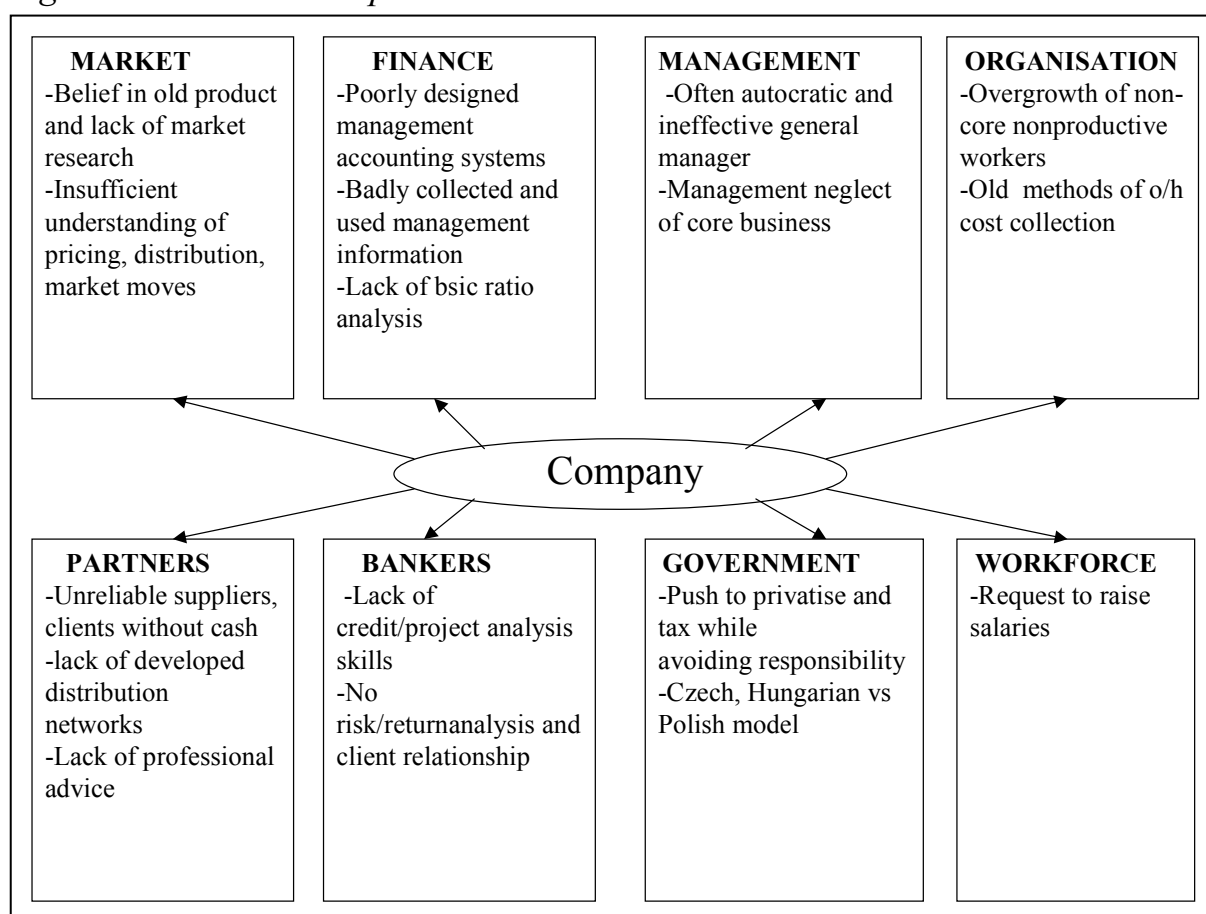 MARKET
-Belief in old product
and lack of market
research
-Insufficient
understanding of
pricing, distribution,
market moves
FINANCE
-Poorly designed
management
accounting systems
-Badly collected and
used management
information
-Lack of bsic ratio
analysis
MANAGEMENT
-Often autocratic and
ineffective general
manager
-Management neglect
of core business
ORGANISATION
-Overgrowth of non-
core nonproductive
workers
-Old methods of o/h
cost collection
Company
PARTNERS
-Unreliable suppliers,
clients without cash
-lack of developed
distribution
networks
-Lack of professional
advice
BANKERS
-Lack of
credit/project analysis
skills
-No
risk/returnanalysis and
client relationship
GOVERNMENT
-Push to privatise and
tax while
avoiding responsibility
-Czech, Hungarian vs
Polish model
WORKFORCE
-Request to raise
salaries